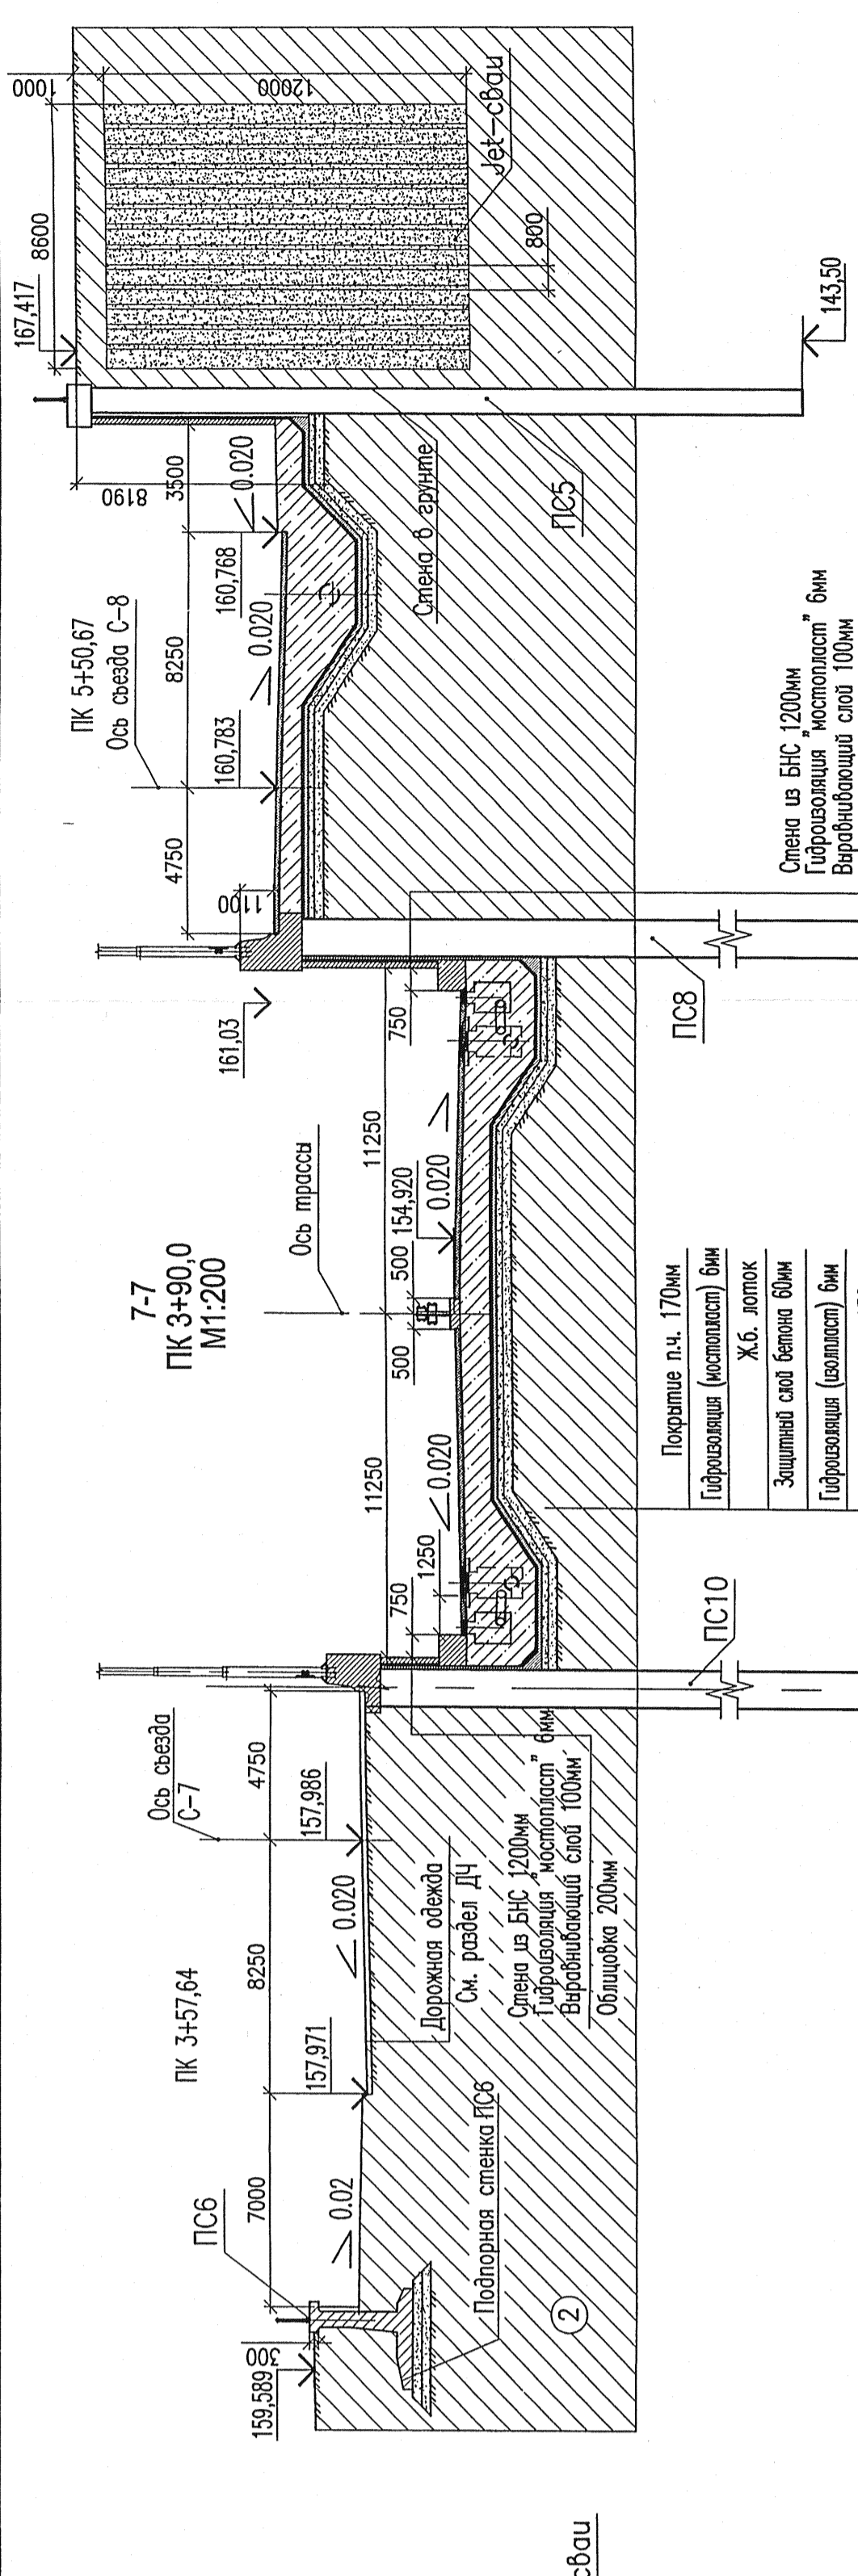 7-7
ПК 3+90,0
М1:200
159,589
300
ПС6
7000
0.02
ПК 3+57,64
157,971
8250
0.020
157,986
Ось сьезда
С-7
4750
Дорожная одежда
См. раздел ДЧ
Подпорная стенка ПС6
2
Стена из БНС 1200мм
Гидроизоляция „мостопласт" 6мм
Выравнивающий слой 100мм
Облицовка 200мм
ПС10
750
1250
11250
0.020
500
500
Ось трассы
154,920
0.020
11250
750
161,03
Покрытие п.ч. 170мм
Гидроизоляция (мостопласт) 6мм
Ж.б. лоток
Защитный слой бетона 60мм
Гидроизоляция (изолпласт) 6мм
ПС8
1100
4750
160,783
ПК 5+50,67
Ось сьезда С-8
8250
0.020
160,768
3500
0.020
8190
Стена из БНС 1200мм
Гидроизоляция „мостопласт" 6мм
Выравнивающий слой 100мм
Стена в грунте
ПС5
167,417
8600
1000
12000
Jet-сваи
800
143,50
сваи